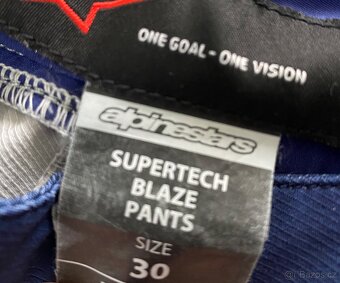 ONE GOAL - ONE VISION
alpinestars
SUPERTECH
BLAZE
PANTS
SIZE
30